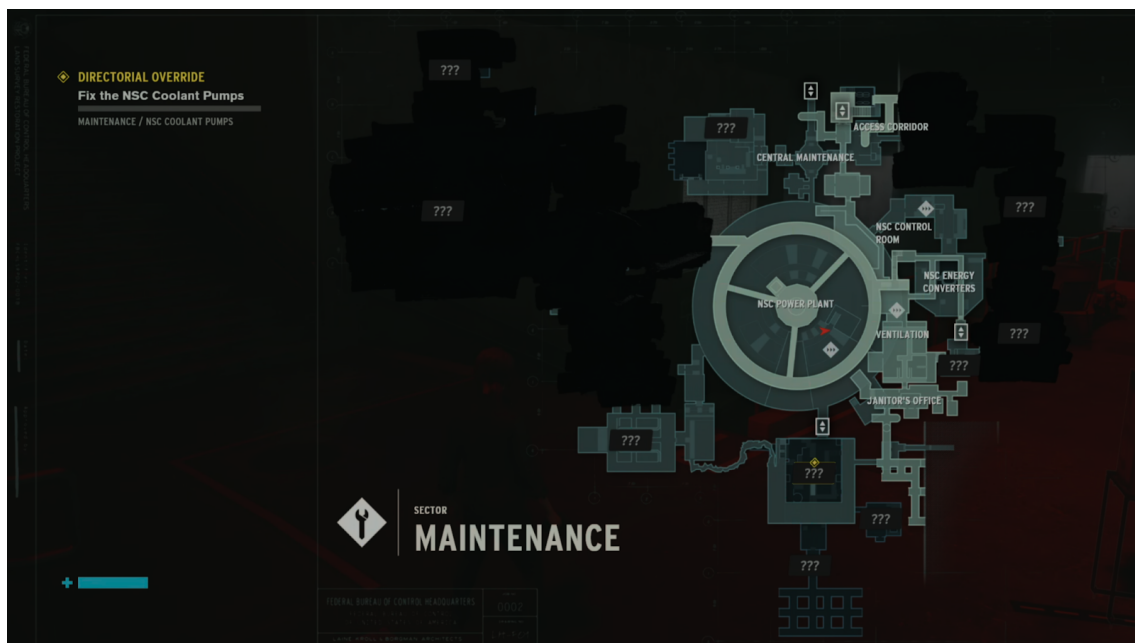 DIRECTORIAL OVERRIDE
Fix the NSC Coolant Pumps
MAINTENANCE / NSC COOLANT PUMPS
???
???
ACCESS CORRIDOR
CENTRAL MAINTENANCE
???
???
NSC CONTROL
ROOM
NSC ENERGY
CONVERTERS
NSC POWER PLANT
VENTILATION
???
???
JANITOR'S OFFICE
???
???
???
???
SECTOR
MAINTENANCE
FEDERAL BUREAU OF CONTROL HEADQUARTERS
0002